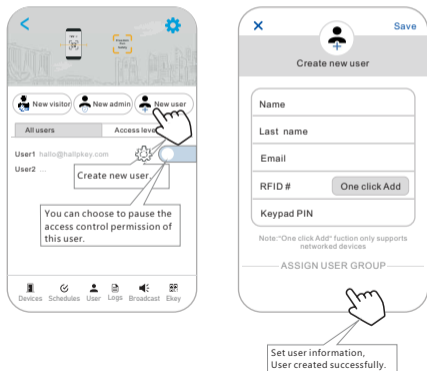 New visitor New admin New user
All users Access leve
User1 hallo@hallpkey.com
User2 ...
Create new user.
You can choose to pause the
access control permission of
this user.
Devices Schedules User Logs Broadcast Ekey
Save
Create new user
Name
Last name
Email
RFID # One click Add
Keypad PIN
Note:"One click Add" fuction only supports
networked devices
ASSIGN USER GROUP
Set user information,
User created successfully.